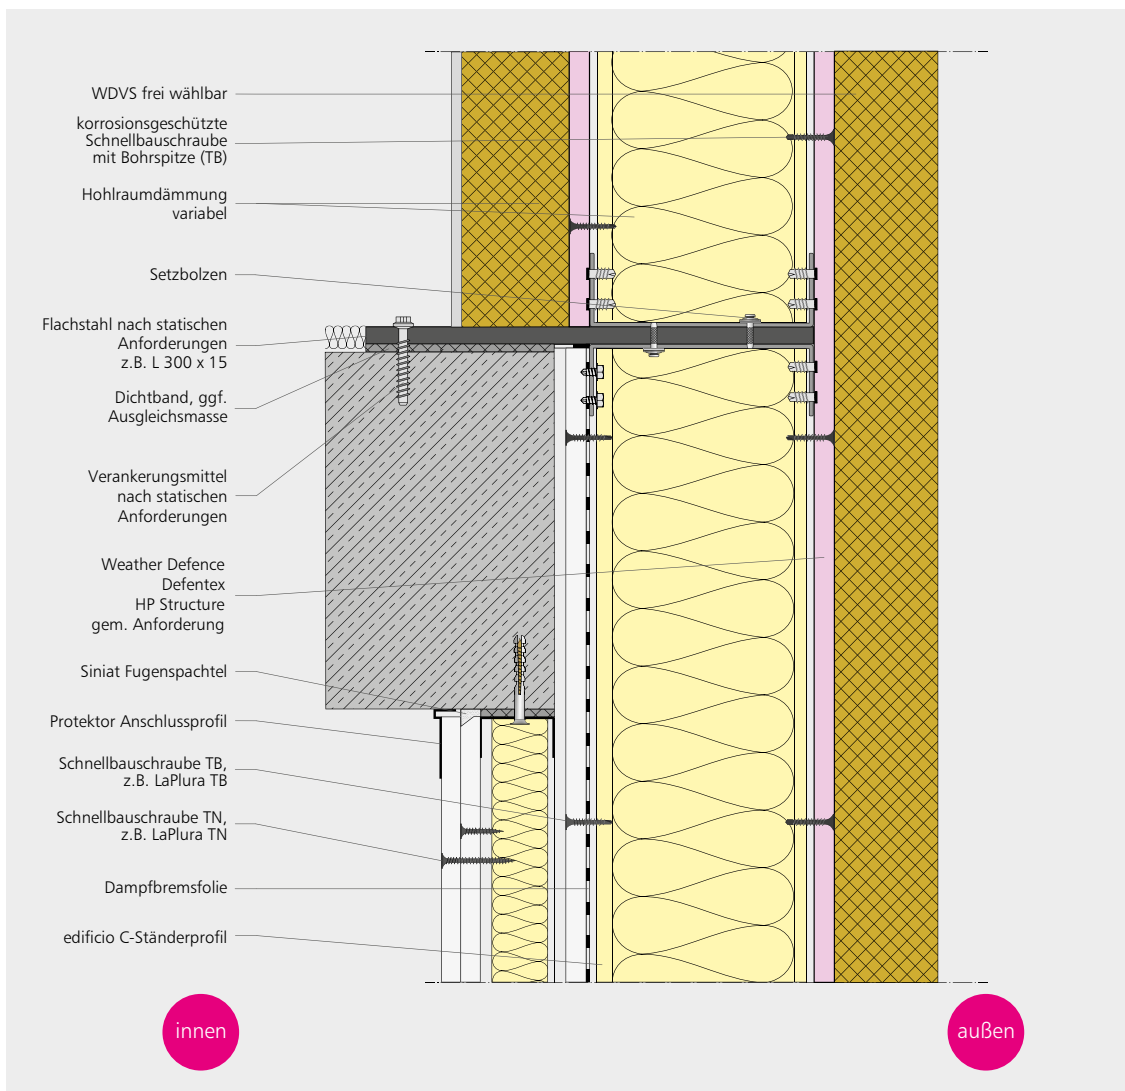 WDVS frei wählbar
korrosionsgeschützte
Schnellbauschraube
mit Bohrspitze (TB)
Hohlraumdämmung
variabel
Setzbolzen
Flachstahl nach statischen
Anforderungen
z.B. L 300 x 15
Dichtband, ggf.
Ausgleichsmasse
Verankerungsmittel
nach statischen
Anforderungen
Weather Defence
Defentex
HP Structure
gem. Anforderung
Siniat Fugenspachtel
Protektor Anschlussprofil
Schnellbauschraube TB,
z.B. LaPlura TB
Schnellbauschraube TN,
z.B. LaPlura TN
Dampfbremsfolie
edificio C-Ständerprofil
innen
außen